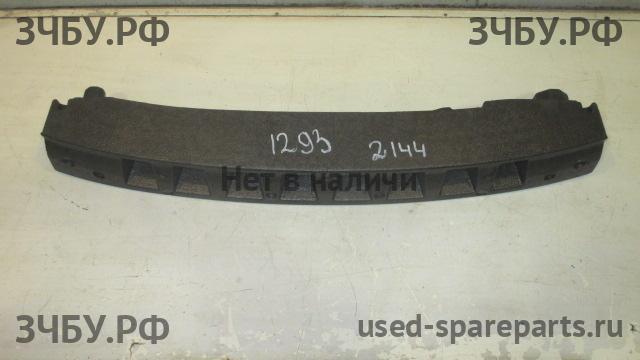 ЗЧБУ.РФ ЗЧБУ.РФ
1293 2144
Нет в наличи
ЗЧБУ.РФ used-spareparts.ru